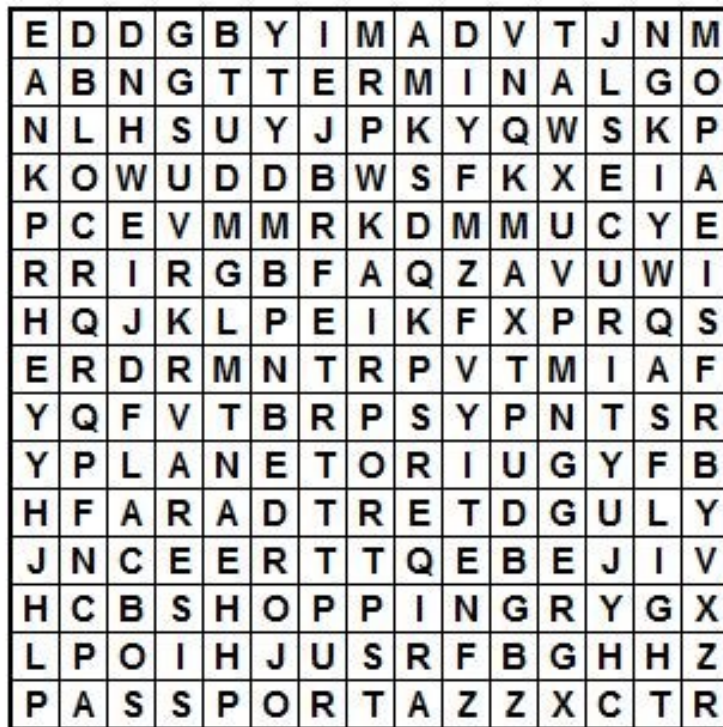 E D D G B Y I M A D V T J N M
A B N G T T E R M I N A L G O
N L H S U Y J P K Y Q W S K P
K O W U D D B W S F K X E I A
P C E V M M R K D M M U C Y E
R R I R G B F A Q Z A V U W I
H Q J K L P E I K F X P R Q S
E R D R M N T R P V T M I A F
Y Q F V T B R P S Y P N T S R
Y P L A N E T O R I U G Y F B
H F A R A D T R E T D G U L Y
J N C E E R T T Q E B E J I V
H C B S H O P P I N G R Y G X
L P O I H J U S R F B G H H Z
P A S S P O R T A Z Z X C T R